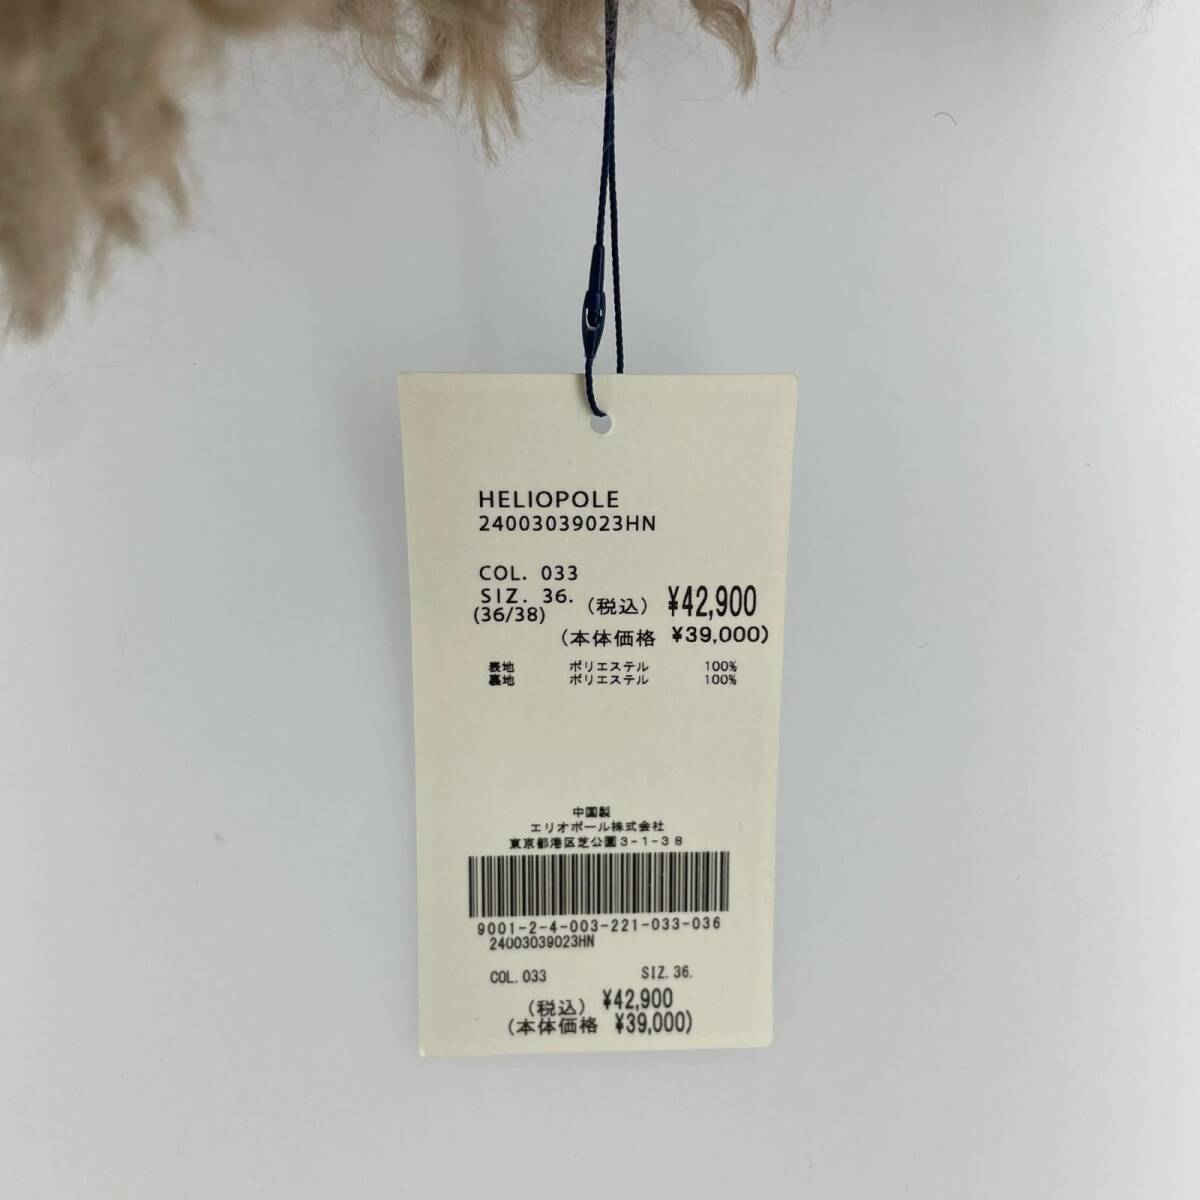 HELIOPOLE
24003039023HN
COL. 033
SIZ. 36.
(36/38)
(税込) ¥42,900
(本体価格 ¥39,000)
表地 ポリエステル 100%
裏地 ポリエステル 100%
中国製
エリオポール株式会社
東京都港区芝公園3-1-38
9001-2-4-003-221-033-036
24003039023HN
COL. 033 SIZ. 36.
(税込) ¥42,900
(本体価格 ¥39,000)